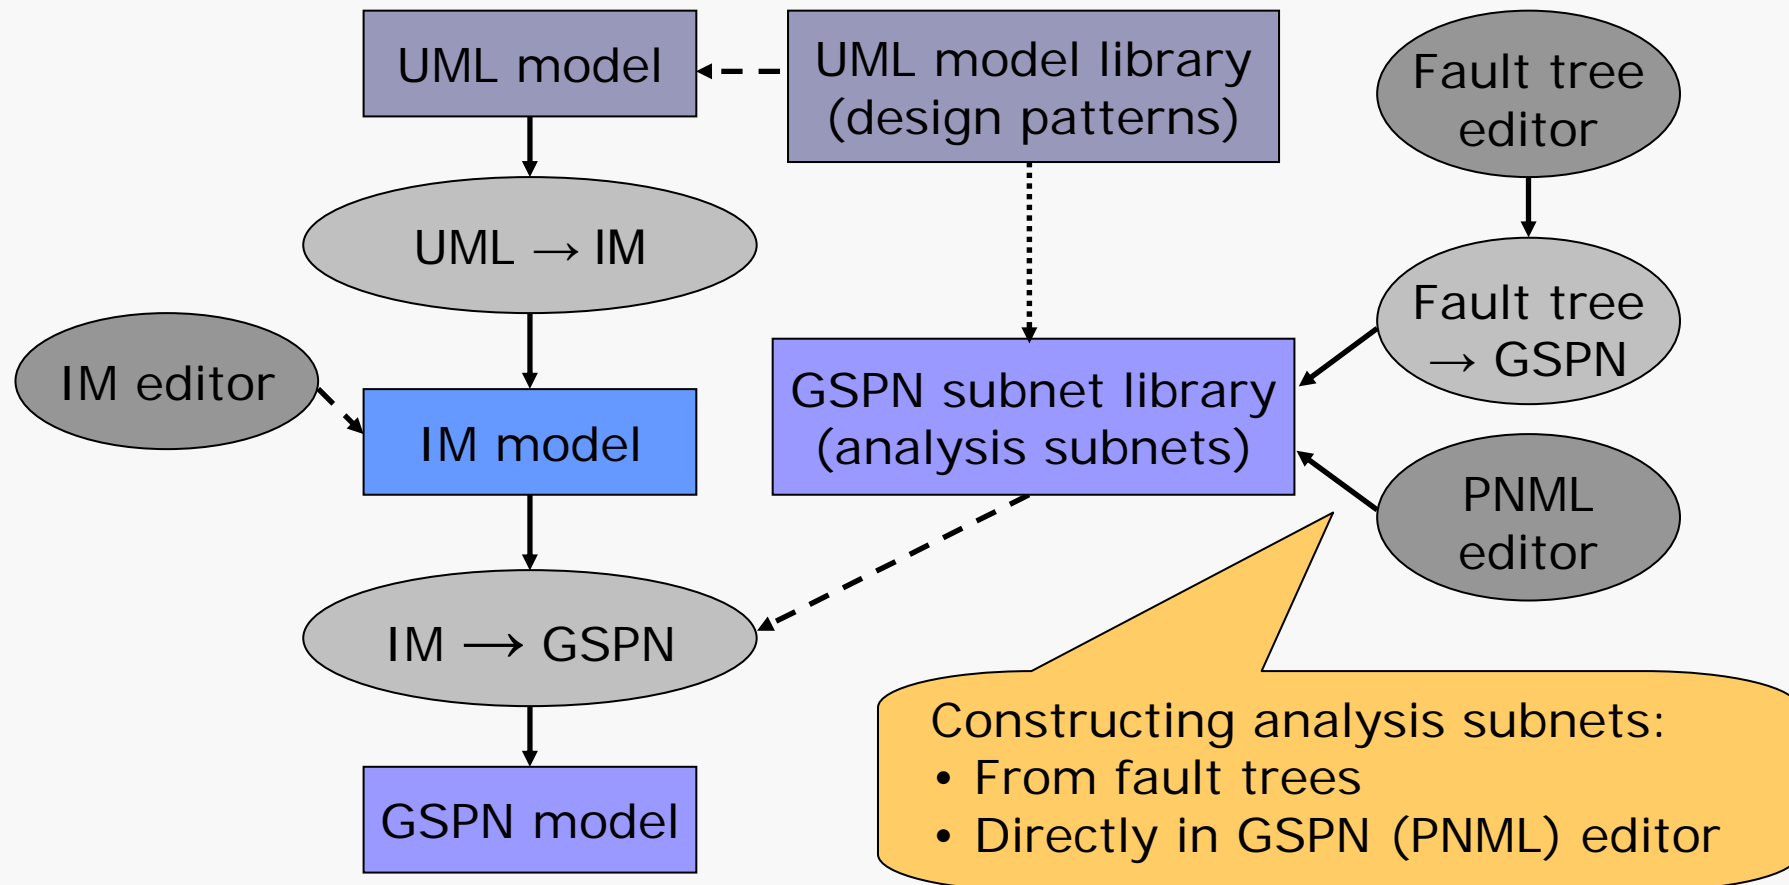 UML model
UML model library
(design patterns)
Fault tree
editor
UML → IM
Fault tree
→ GSPN
IM editor
IM model
GSPN subnet library
(analysis subnets)
PNML
editor
IM → GSPN
GSPN model
Constructing analysis subnets:
• From fault trees
• Directly in GSPN (PNML) editor